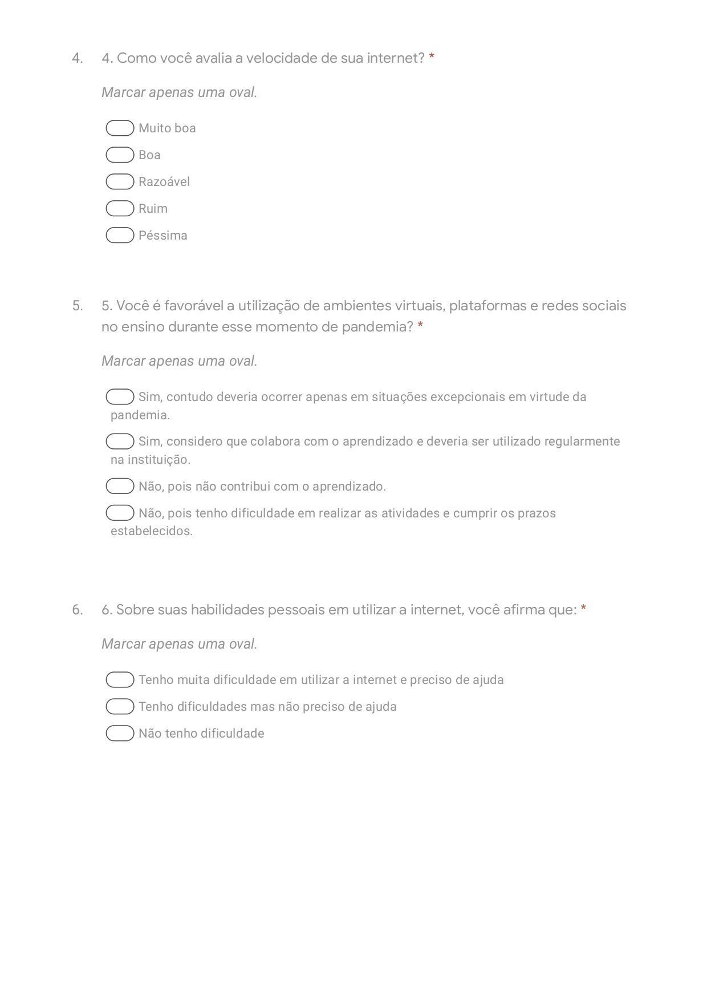 4. 4. Como você avalia a velocidade de sua internet? *
Marcar apenas uma oval.
Muito boa
Boa
Razoável
Ruim
Péssima
5. 5. Você é favorável a utilização de ambientes virtuais, plataformas e redes sociais
no ensino durante esse momento de pandemia? *
Marcar apenas uma oval.
Sim, contudo deveria ocorrer apenas em situações excepcionais em virtude da
pandemia.
Sim, considero que colabora com o aprendizado e deveria ser utilizado regularmente
na instituição.
Não, pois não contribui com o aprendizado.
Não, pois tenho dificuldade em realizar as atividades e cumprir os prazos
estabelecidos.
6. 6. Sobre suas habilidades pessoais em utilizar a internet, você afirma que: *
Marcar apenas uma oval.
Tenho muita dificuldade em utilizar a internet e preciso de ajuda
Tenho dificuldades mas não preciso de ajuda
Não tenho dificuldade